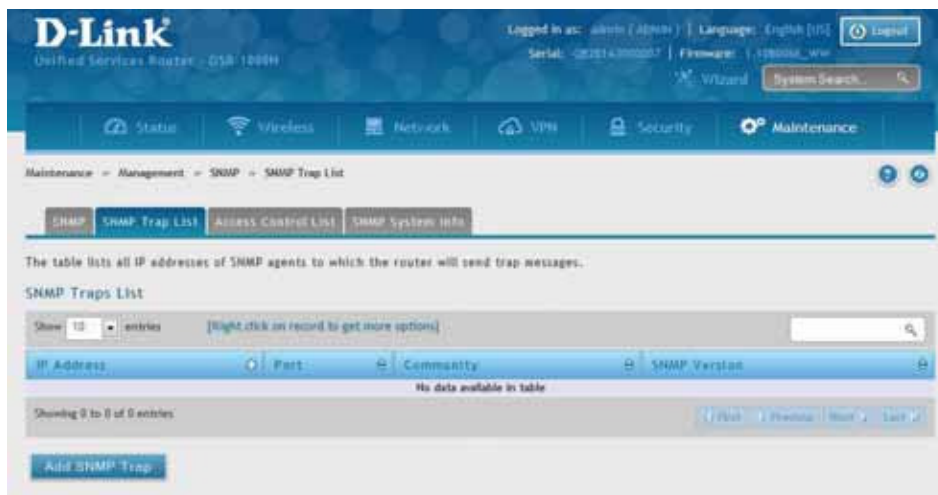 D-Link
Unified Services Router - DSR-1000N
Logged in as: admin ( ADMIN ) | Language: English [US]
Logout
Serial: | Firmware:
Wizard
System Search...
Status
Wireless
Network
VPN
Security
Maintenance
Maintenance » Management » SNMP » SNMP Trap List
SNMP
SNMP Trap List
Access Control List
SNMP System Info
The table lists all IP addresses of SNMP agents to which the router will send trap messages.
SNMP Traps List
Show 10 entries
[Right click on record to get more options]
IP Address
Port
Community
SNMP Version
No data available in table
Showing 0 to 0 of 0 entries
First
Previous
Next
Last
Add SNMP Trap